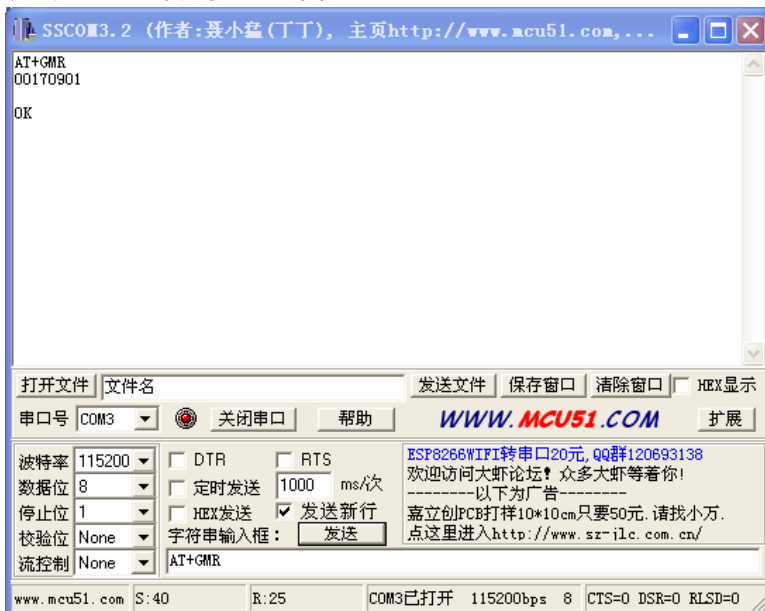 SSCOM3.2 (作者:聂小猛(丁丁), 主页http://www.mcu51.com,...
AT+GMR
00170901
OK
打开文件 文件名 发送文件 保存窗口 清除窗口 HEX显示
串口号 COM3 关闭串口 帮助 WWW.MCU51.COM 扩展
波特率 115200 DTR RTS
数据位 8 定时发送 1000 ms/次
停止位 1 HEX发送 发送新行
校验位 None 字符串输入框: 发送
流控制 None AT+GMR
ESP8266WIFI转串口20元,QQ群120693138
欢迎访问大虾论坛!众多大虾等着你!
--------以下为广告--------
嘉立创PCB打样10*10cm只要50元.请找小万.
点这里进入http://www.sz-jlc.com.cn/
www.mcu51.com S:40 R:25 COM3已打开 115200bps 8 CTS=0 DSR=0 RLSD=0